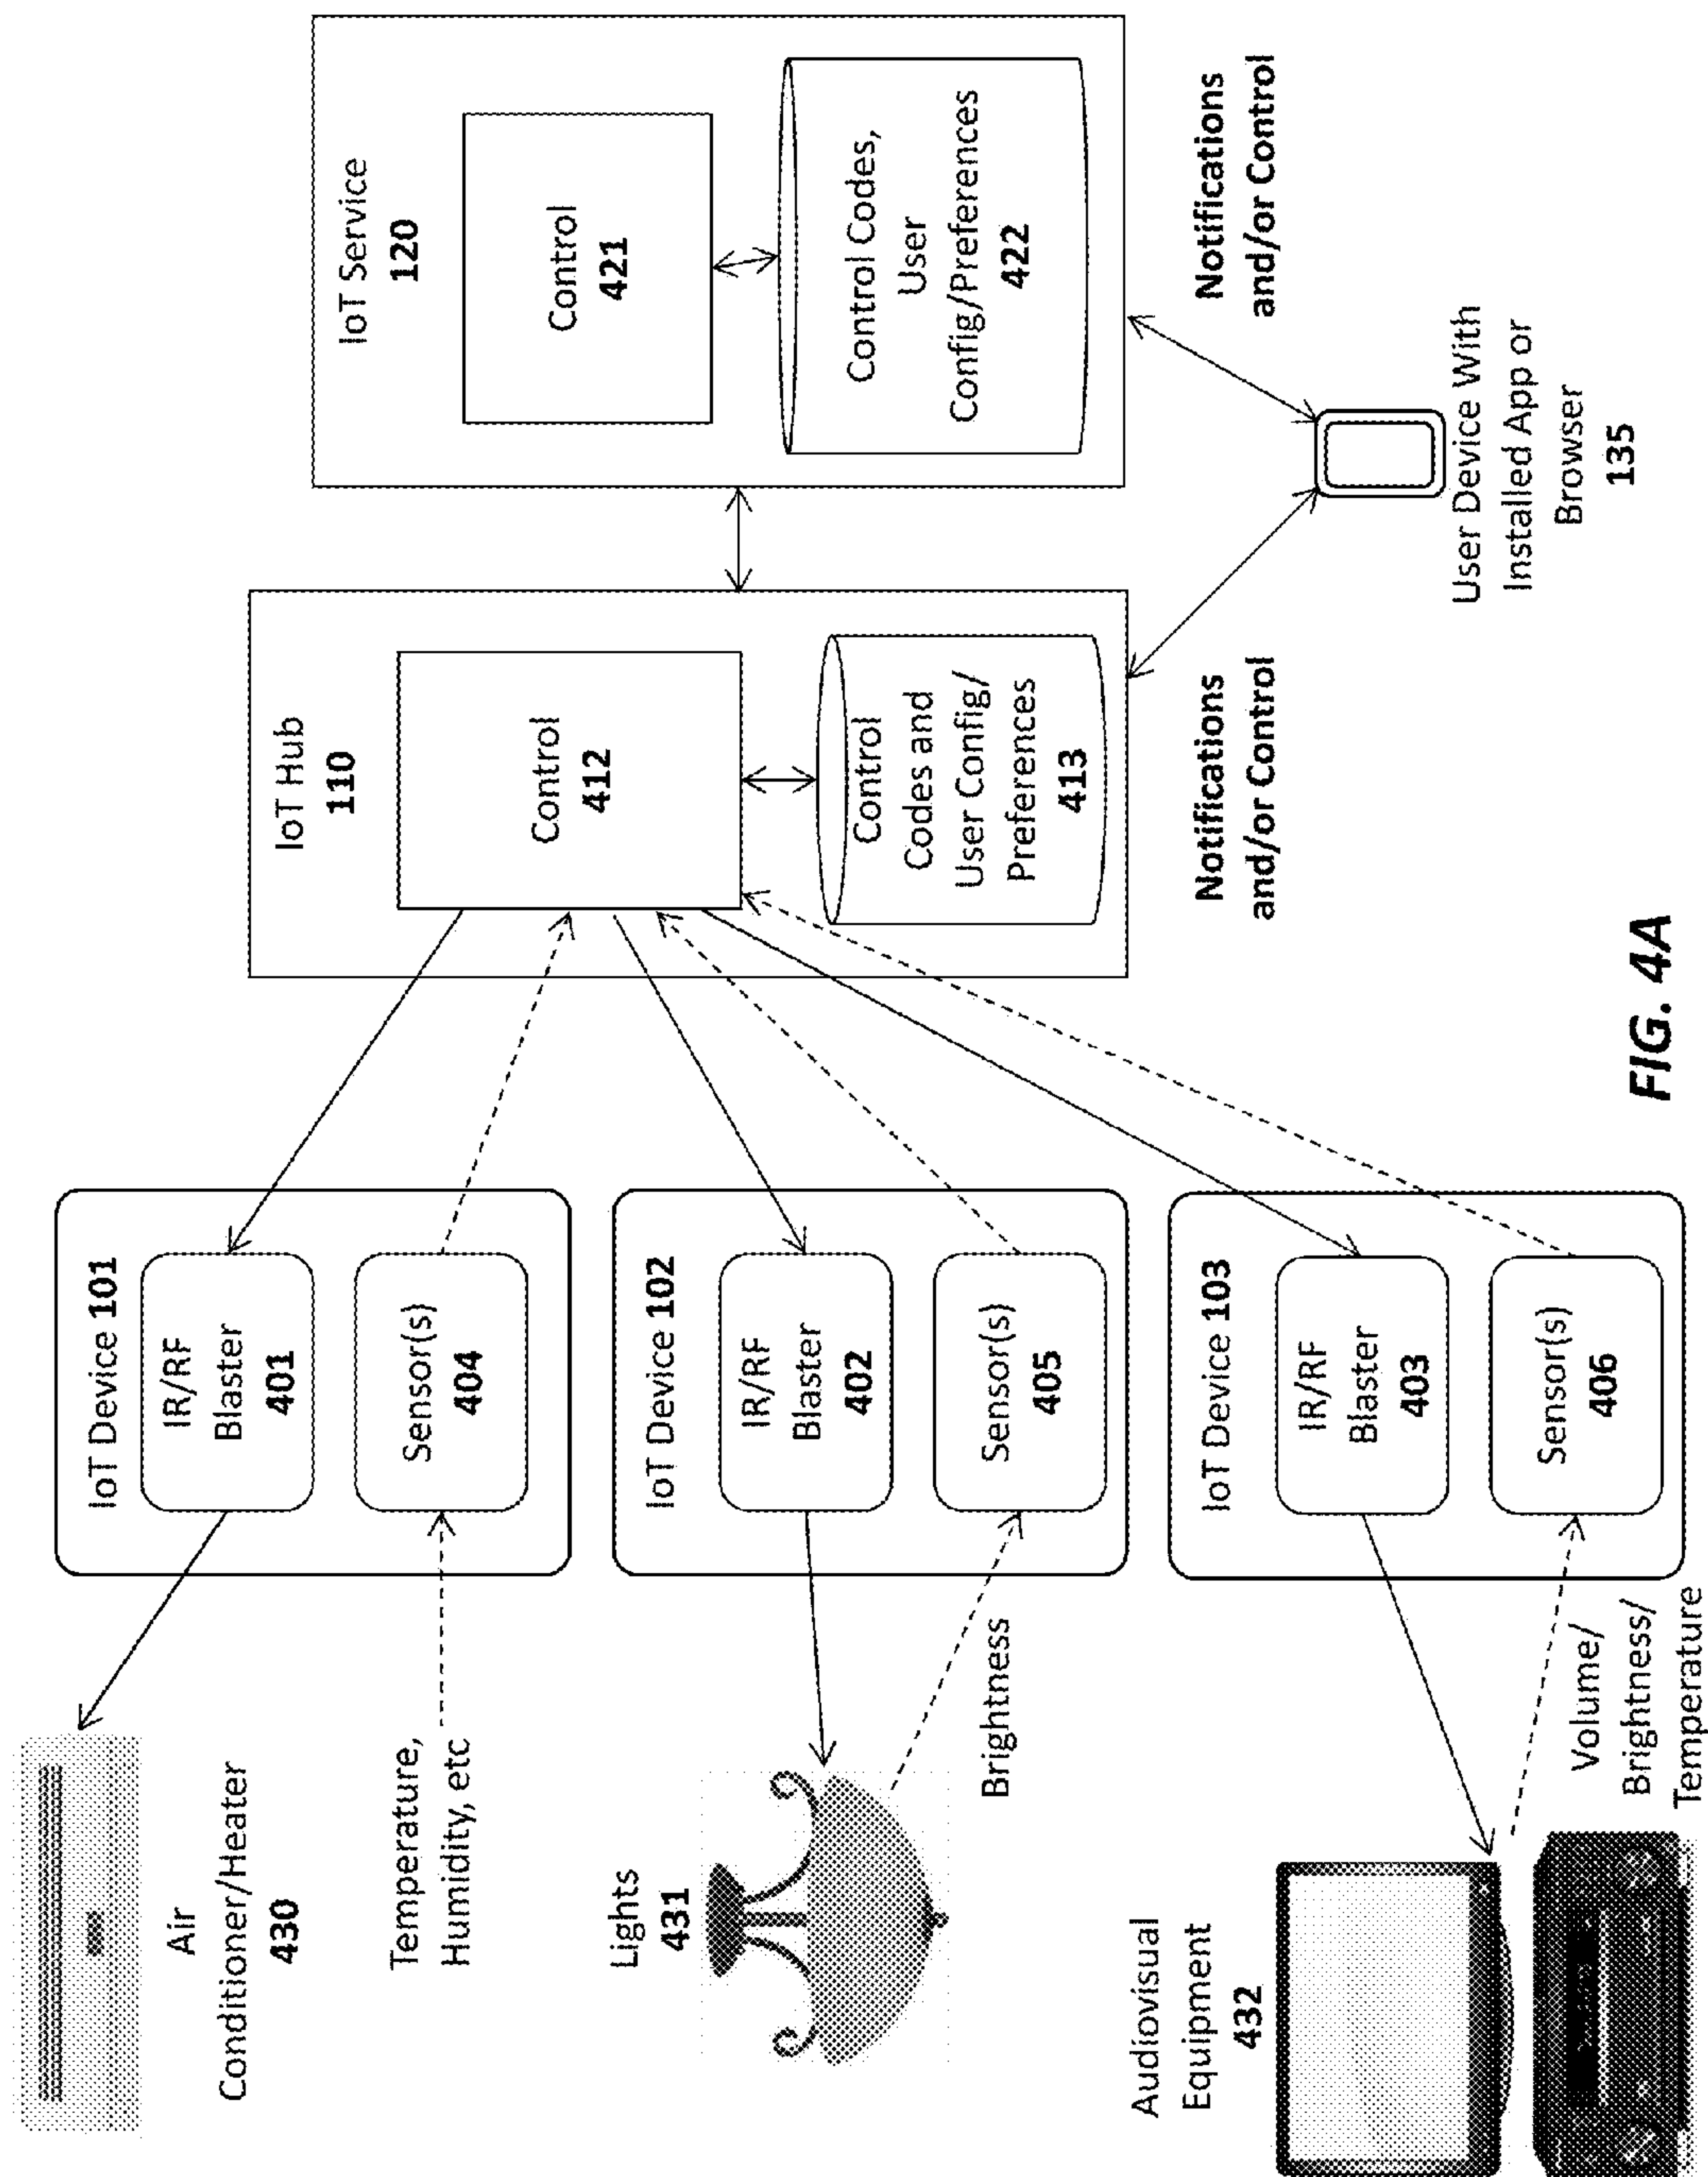 Air
Conditioner/Heater
430
Temperature,
Humidity, etc
Lights
431
Brightness
Audiovisual
Equipment
432
Volume/
Brightness/
Temperature
IoT Device 101
IR/RF
Blaster
401
Sensor(s)
404
IoT Device 102
IR/RF
Blaster
402
Sensor(s)
405
IoT Device 103
IR/RF
Blaster
403
Sensor(s)
406
IoT Hub
110
Control
412
Control
Codes and
User Config/
Preferences
413
Notifications
and/or Control
IoT Service
120
Control
421
Control Codes,
User
Config/Preferences
422
Notifications
and/or Control
User Device With
Installed App or
Browser
135
FIG. 4A